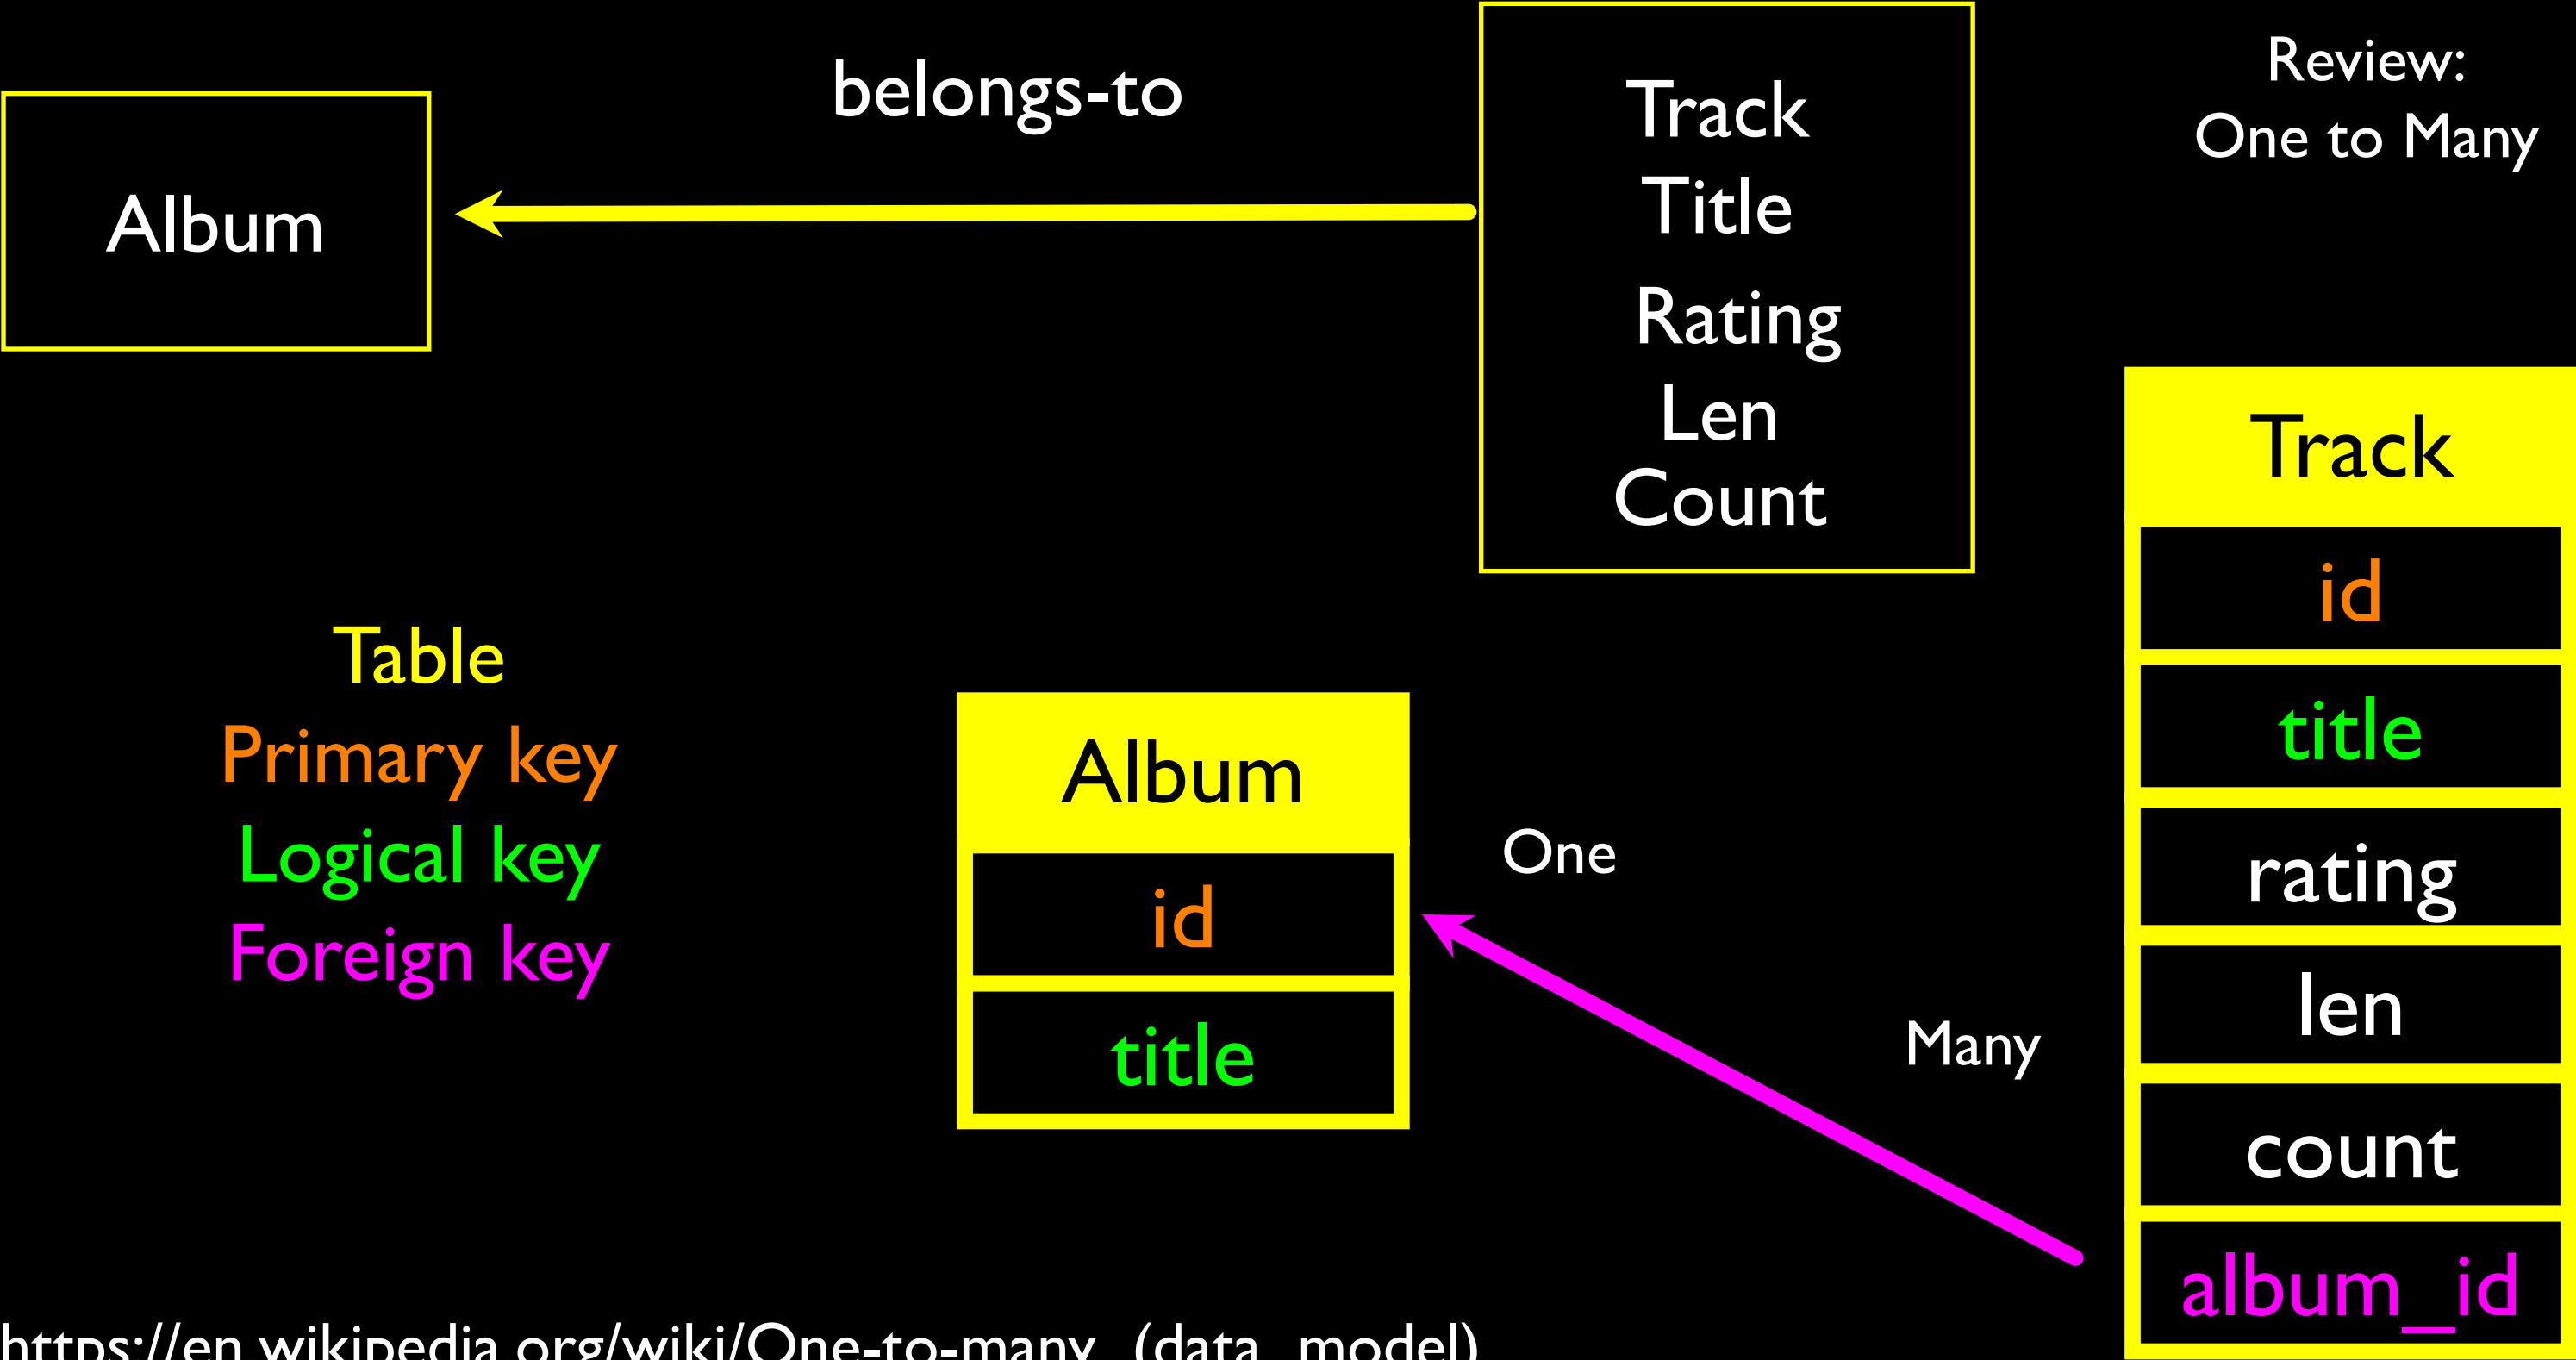 Review:
One to Many
belongs-to
Album
Track
Title
Rating
Len
Count
Table
Primary key
Logical key
Foreign key
Album
id
title
One
Many
Track
id
title
rating
len
count
album_id
https://en.wikipedia.org/wiki/One-to-many_(data_model)